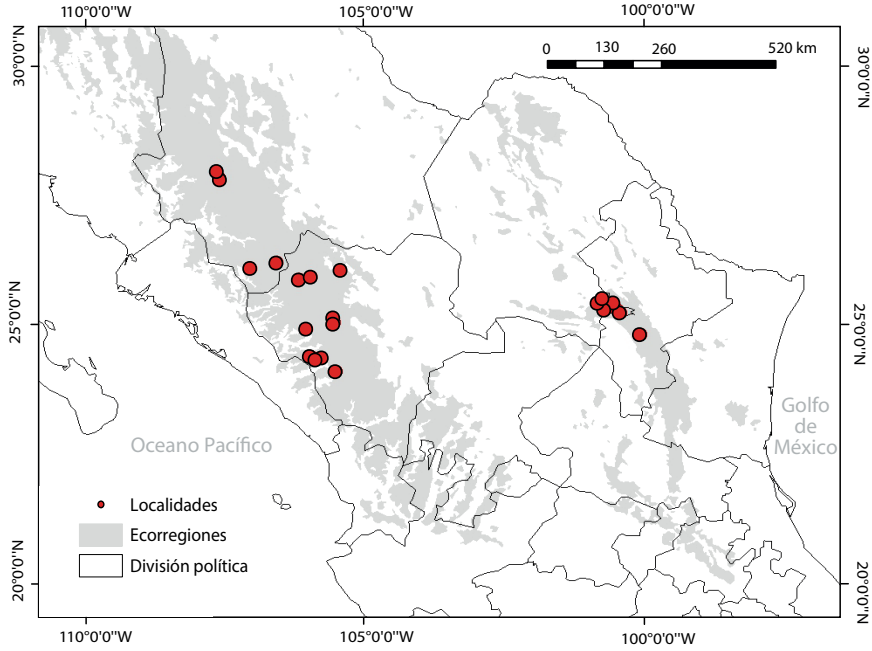 110°0'0"W
105°0'0"W
100°0'0"W
30°0'0"N
30°0'0"N
0
130
260
520 km
25°0'0"N
25°0'0"N
Golfo
de
México
Oceano Pacífico
Localidades
Ecorregiones
División política
20°0'0"N
20°0'0"N
110°0'0"W
105°0'0"W
100°0'0"W